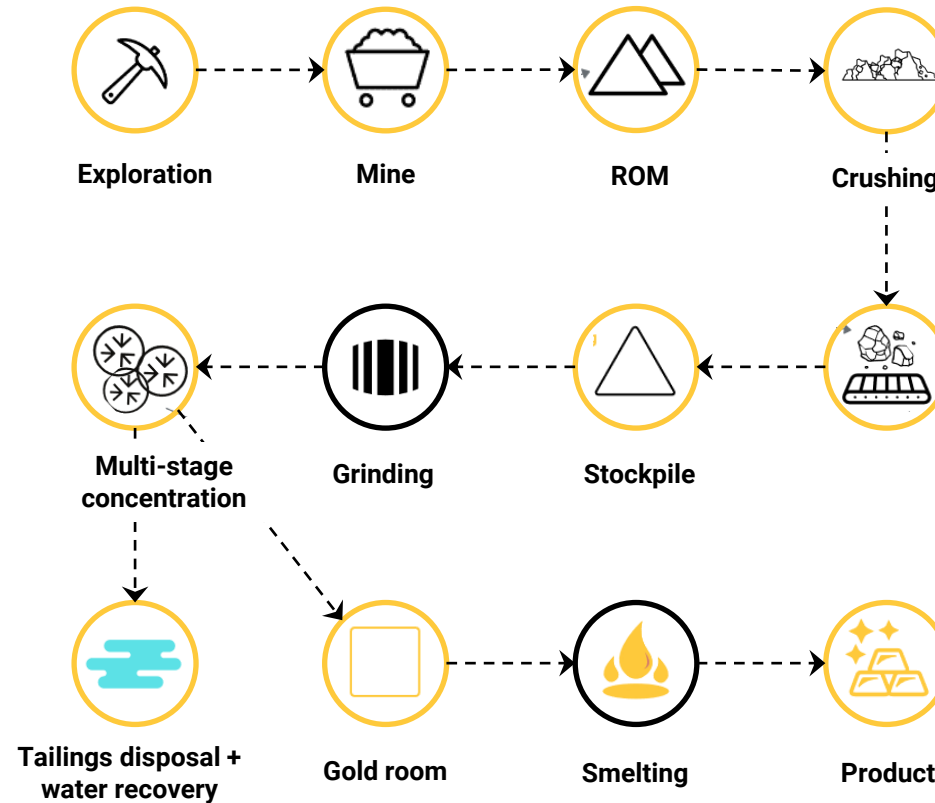 Exploration
Mine
ROM
Crushing
Multi-stage
concentration
Grinding
Stockpile
Tailings disposal +
water recovery
Gold room
Smelting
Product